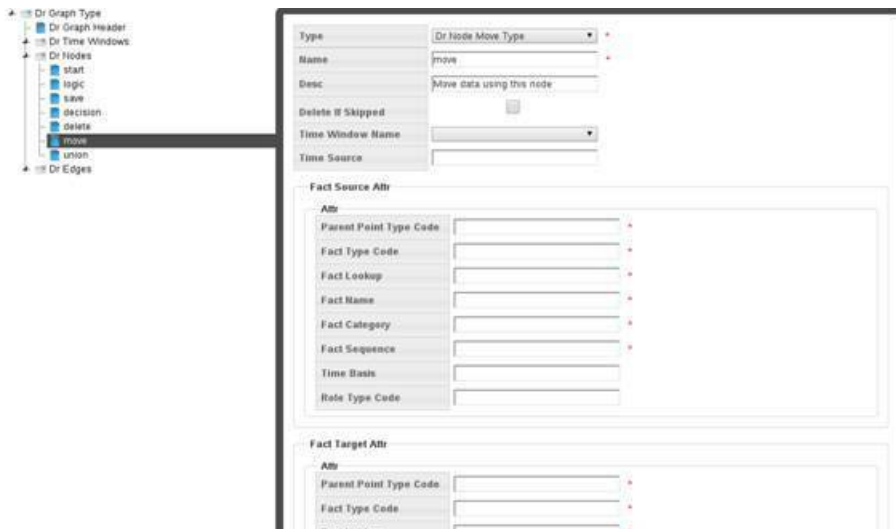 Dr Graph Type
Dr Graph Header
Dr Time Windows
Dr Nodes
start
logic
save
decision
delete
move
union
Dr Edges
Type Dr Node Move Type *
Name move *
Desc Move data using this node
Delete If Skipped
Time Window Name
Time Source
Fact Source Attr
Attr
Parent Point Type Code *
Fact Type Code *
Fact Lookup *
Fact Name *
Fact Category *
Fact Sequence *
Time Basis
Role Type Code
Fact Target Attr
Attr
Parent Point Type Code *
Fact Type Code *